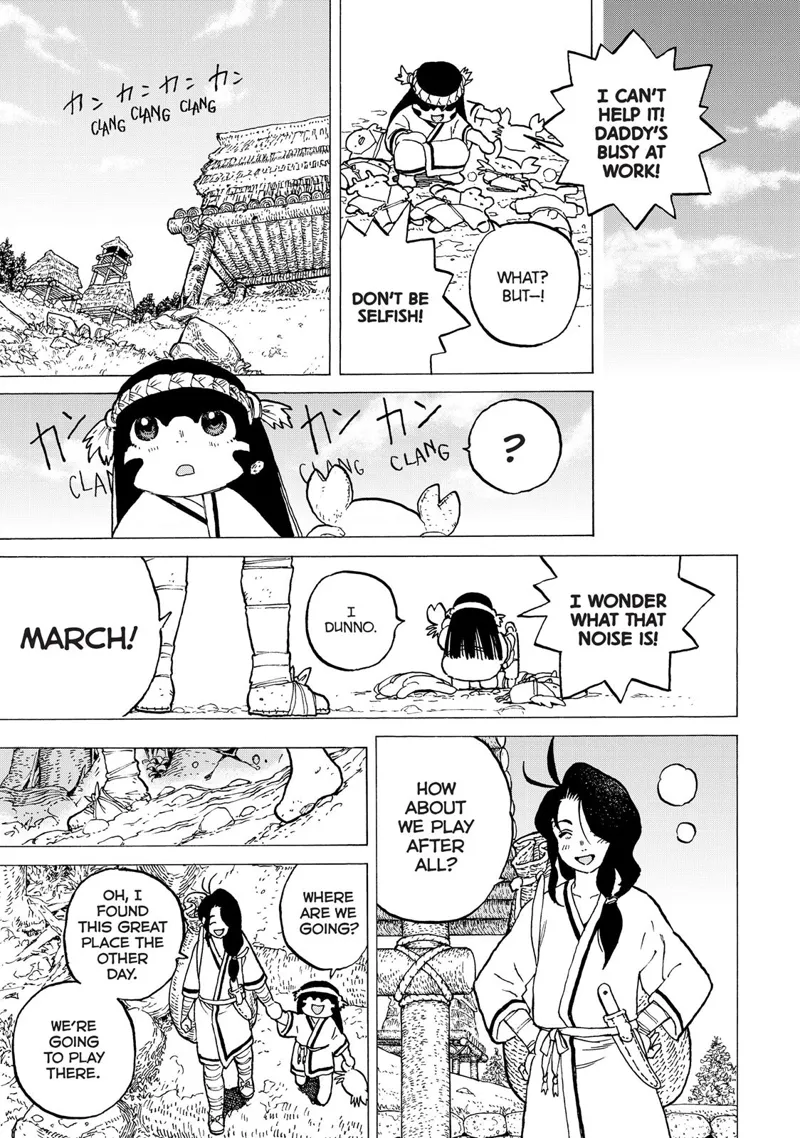 I CAN'T
HELP IT!
DADDY'S
BUSY AT
WORK!
WHAT?
BUT—!
DON'T BE
SELFISH!
カン カン カン カン
CLANG CLANG CLANG
?
カン カン カン
CLANG CLANG CLANG
I WONDER
WHAT THAT
NOISE IS!
I
DUNNO.
MARCH!
HOW
ABOUT
WE PLAY
AFTER
ALL?
WHERE
ARE WE
GOING?
OH, I
FOUND
THIS GREAT
PLACE THE
OTHER
DAY.
WE'RE
GOING
TO PLAY
THERE.